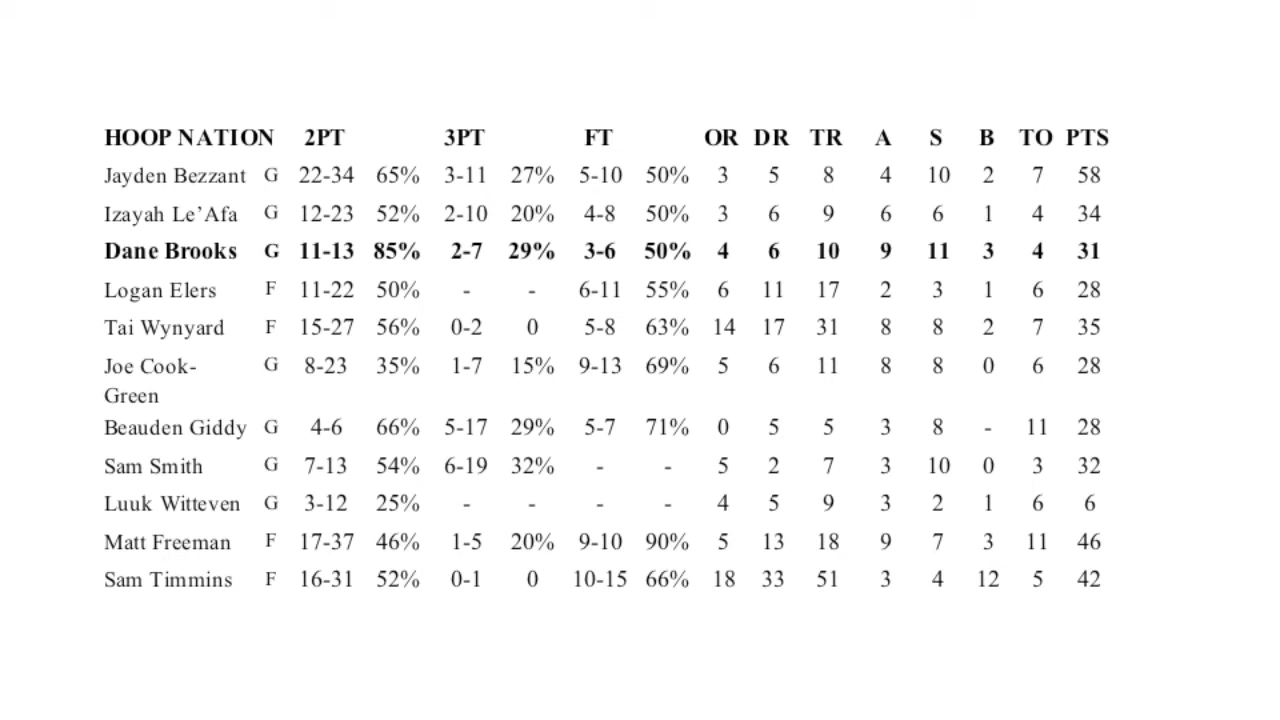 HOOP NATION 2PT 3PT FT OR DR TR A S B TO PTS
Jayden Bezzant G 22-34 65% 3-11 27% 5-10 50% 3 5 8 4 10 2 7 58
Izayah Le’Afa G 12-23 52% 2-10 20% 4-8 50% 3 6 9 6 6 1 4 34
Dane Brooks G 11-13 85% 2-7 29% 3-6 50% 4 6 10 9 11 3 4 31
Logan Elers F 11-22 50% - - 6-11 55% 6 11 17 2 3 1 6 28
Tai Wynyard F 15-27 56% 0-2 0 5-8 63% 14 17 31 8 8 2 7 35
Joe Cook- G 8-23 35% 1-7 15% 9-13 69% 5 6 11 8 8 0 6 28
Green
Beauden Giddy G 4-6 66% 5-17 29% 5-7 71% 0 5 5 3 8 - 11 28
Sam Smith G 7-13 54% 6-19 32% - - 5 2 7 3 10 0 3 32
Luuk Witteven G 3-12 25% - - - - 4 5 9 3 2 1 6 6
Matt Freeman F 17-37 46% 1-5 20% 9-10 90% 5 13 18 9 7 3 11 46
Sam Timmins F 16-31 52% 0-1 0 10-15 66% 18 33 51 3 4 12 5 42